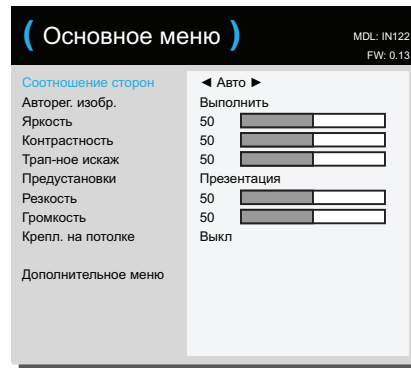 ( Основное меню )
MDL: IN122
FW: 0.13
Соотношение сторон ◄ Авто ►
Авторег. изобр. Выполнить
Яркость 50
Контрастность 50
Трап-ное искаж 50
Предустановки Презентация
Резкость 50
Громкость 50
Крепл. на потолке Выкл
Дополнительное меню